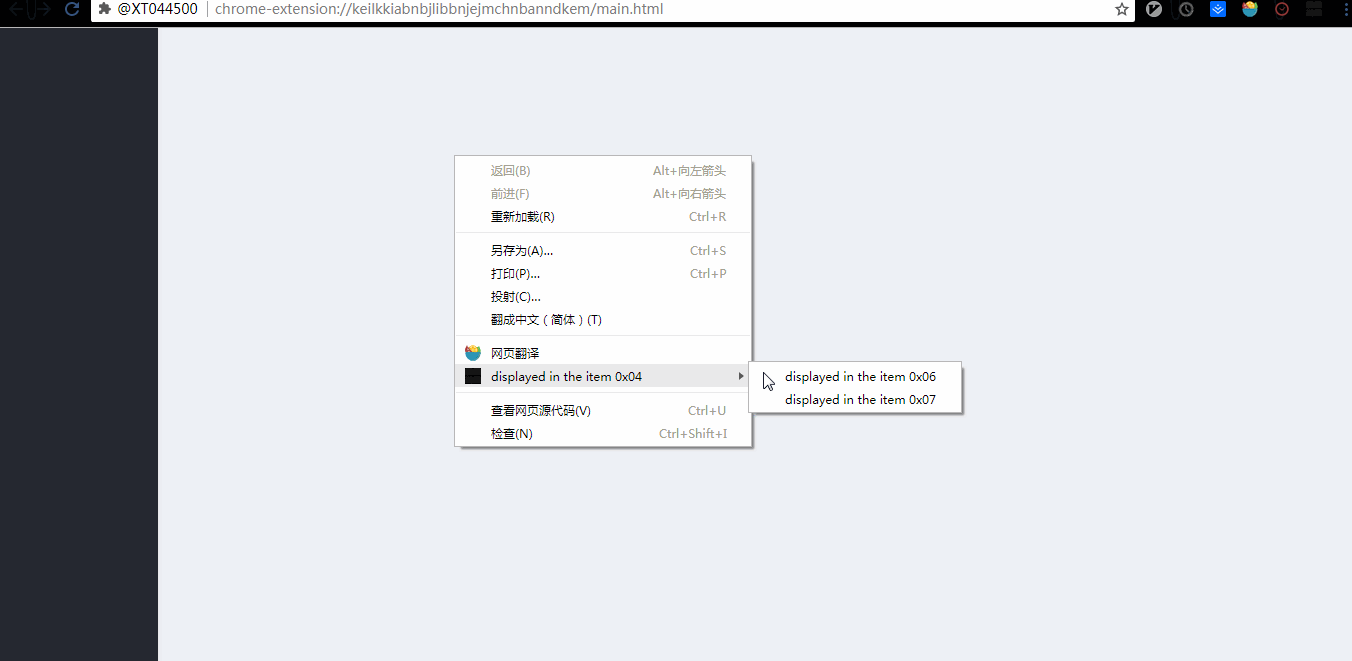 @XT044500 chrome-extension://keilkkiabnbjlibbnjejmchnbanndkem/main.html
返回(B) Alt+向左箭头
前进(F) Alt+向右箭头
重新加载(R) Ctrl+R
另存为(A)... Ctrl+S
打印(P)... Ctrl+P
投射(C)...
翻成中文（简体）(T)
网页翻译
displayed in the item 0x04
displayed in the item 0x06
displayed in the item 0x07
查看网页源代码(V) Ctrl+U
检查(N) Ctrl+Shift+I